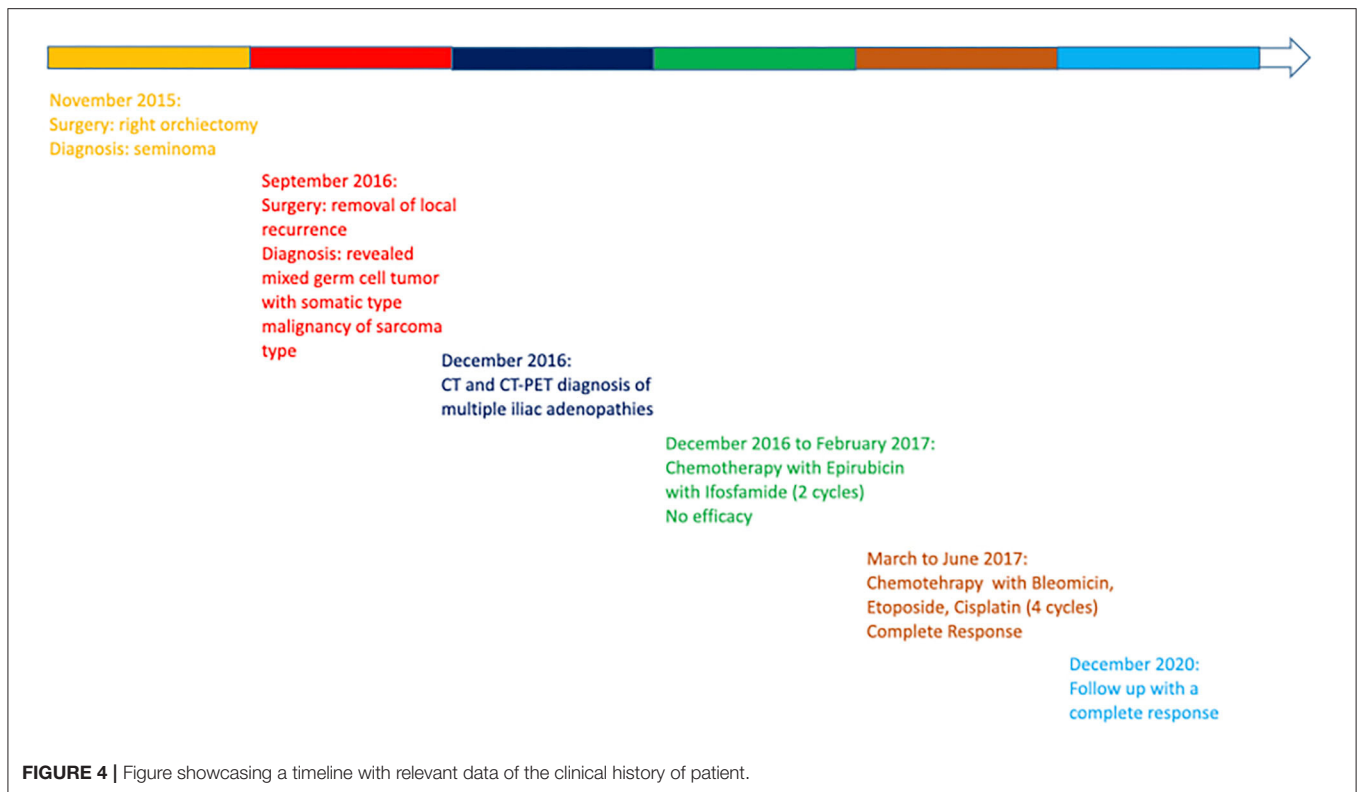 November 2015:
Surgery: right orchiectomy
Diagnosis: seminoma
September 2016:
Surgery: removal of local
recurrence
Diagnosis: revealed
mixed germ cell tumor
with somatic type
malignancy of sarcoma
type
December 2016:
CT and CT-PET diagnosis of
multiple iliac adenopathies
December 2016 to February 2017:
Chemotherapy with Epirubicin
with Ifosfamide (2 cycles)
No efficacy
March to June 2017:
Chemotehrapy with Bleomicin,
Etoposide, Cisplatin (4 cycles)
Complete Response
December 2020:
Follow up with a
complete response
FIGURE 4 | Figure showcasing a timeline with relevant data of the clinical history of patient.